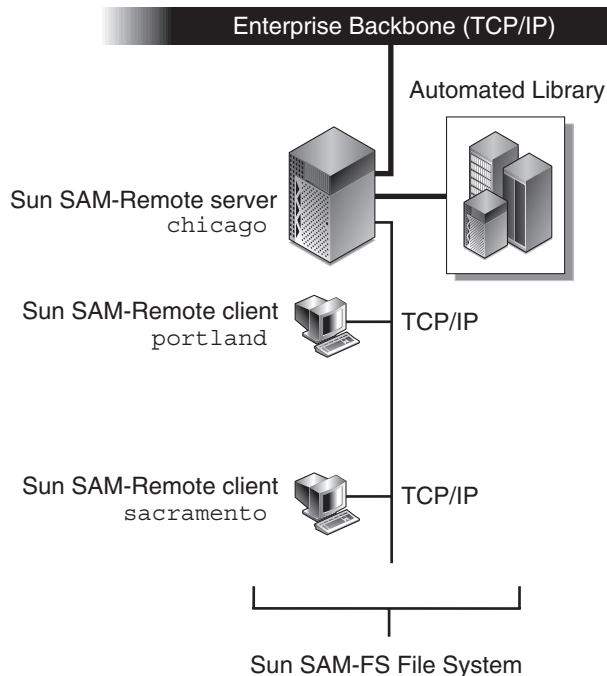 Enterprise Backbone (TCP/IP)
Automated Library
Sun SAM-Remote server
chicago
Sun SAM-Remote client
portland
TCP/IP
Sun SAM-Remote client
sacramento
TCP/IP
Sun SAM-FS File System